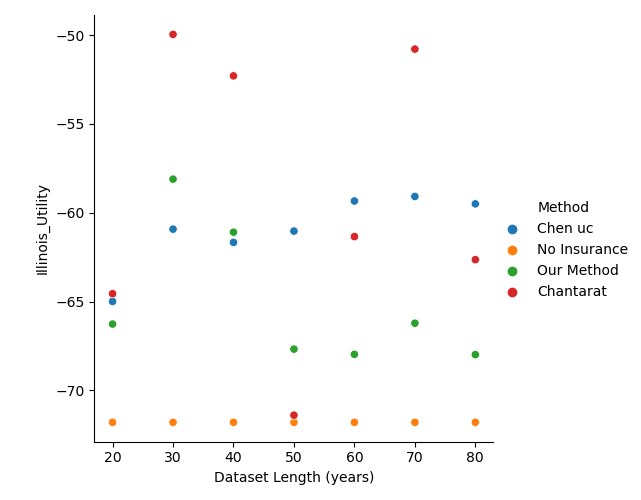 −50
−55
−60
−65
−70
Illinois_Utility
20 30 40 50 60 70 80
Dataset Length (years)
Method
Chen uc
No Insurance
Our Method
Chantarat